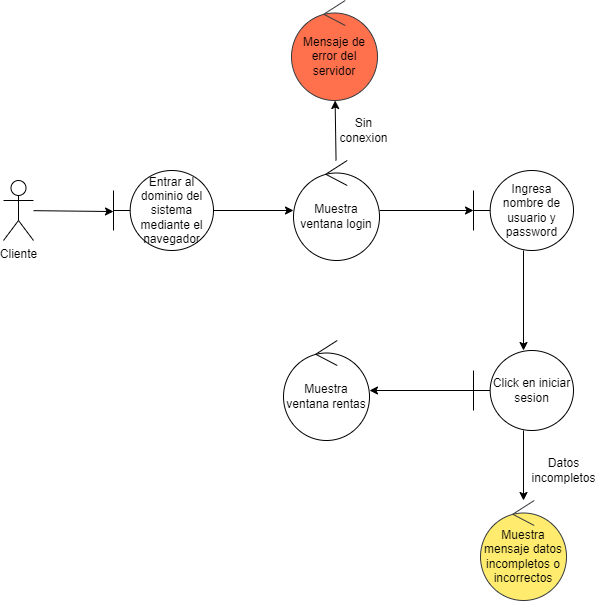 Mensaje de
error del
servidor
Sin
conexion
Cliente
Entrar al
dominio del
sistema
mediante el
navegador
Muestra
ventana login
Ingresa
nombre de
usuario y
password
Click en iniciar
sesion
Muestra
ventana rentas
Datos
incompletos
Muestra
mensaje datos
incompletos o
incorrectos